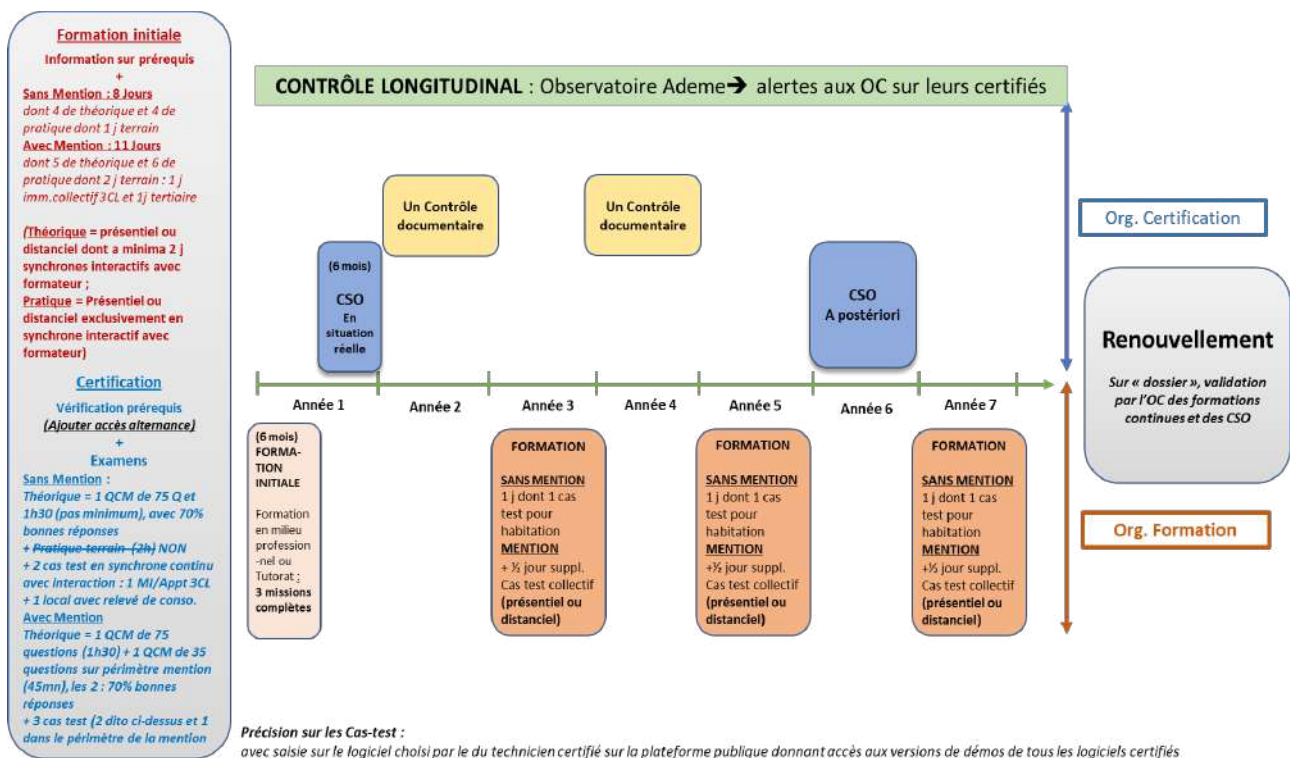 Formation initiale
Information sur prérequis
+
Sans Mention : 8 Jours
dont 4 de théorique et 4 de
pratique dont 1 j terrain
Avec Mention : 11 Jours
dont 5 de théorique et 6 de
pratique dont 2 j terrain : 1 j
imm.collectif 3CL et 1j tertiaire
(Théorique = présentiel ou
distanciel dont a minima 2 j
synchrones interactifs avec
formateur ;
Pratique = Présentiel ou
distanciel exclusivement en
synchrone interactif avec
formateur)
Certification
Vérification prérequis
(Ajouter accès alternance)
+
Examens
Sans Mention :
Théorique = 1 QCM de 75 Q et
1h30 (pas minimum), avec 70%
bonnes réponses
+ Pratique terrain (2h) NON
+ 2 cas test en synchrone continu
avec interaction : 1 MI/Appt 3CL
+ 1 local avec relevé de conso.
Avec Mention
Théorique = 1 QCM de 75
questions (1h30) + 1 QCM de 35
questions sur périmètre mention
(45mn), les 2 : 70% bonnes
réponses
+ 3 cas test (2 dito ci-dessus et 1
dans le périmètre de la mention
CONTRÔLE LONGITUDINAL : Observatoire Ademe➔ alertes aux OC sur leurs certifiés
Un Contrôle
documentaire
Un Contrôle
documentaire
(6 mois)
CSO
En
situation
réelle
CSO
A postériori
Année 1
Année 2
Année 3
Année 4
Année 5
Année 6
Année 7
(6 mois)
FORMA-
TION
INITIALE
Formation
en milieu
profession
-nel ou
Tutorat :
3 missions
complètes
FORMATION
SANS MENTION
1 j dont 1 cas
test pour
habitation
MENTION
+ ½ jour suppl.
Cas test collectif
(présentiel ou
distanciel)
FORMATION
SANS MENTION
1 j dont 1 cas
test pour
habitation
MENTION
+½ jour suppl.
Cas test collectif
(présentiel ou
distanciel)
FORMATION
SANS MENTION
1 j dont 1 cas
test pour
habitation
MENTION
+½ jour suppl.
Cas test collectif
(présentiel ou
distanciel)
Org. Certification
Renouvellement
Sur « dossier », validation
par l'OC des formations
continues et des CSO
Org. Formation
Précision sur les Cas-test :
avec saisie sur le logiciel choisi par le du technicien certifié sur la plateforme publique donnant accès aux versions de démos de tous les logiciels certifiés